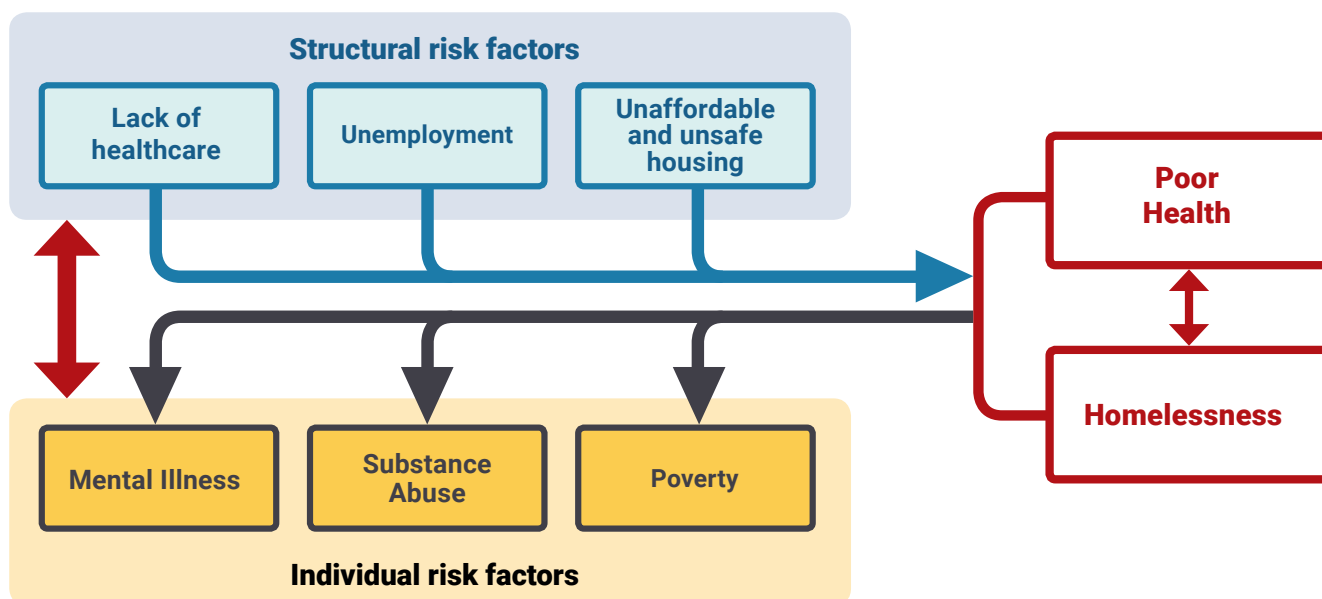 Structural risk factors
Lack of
healthcare
Unemployment
Unaffordable
and unsafe
housing
Poor
Health
Homelessness
Mental Illness
Substance
Abuse
Poverty
Individual risk factors